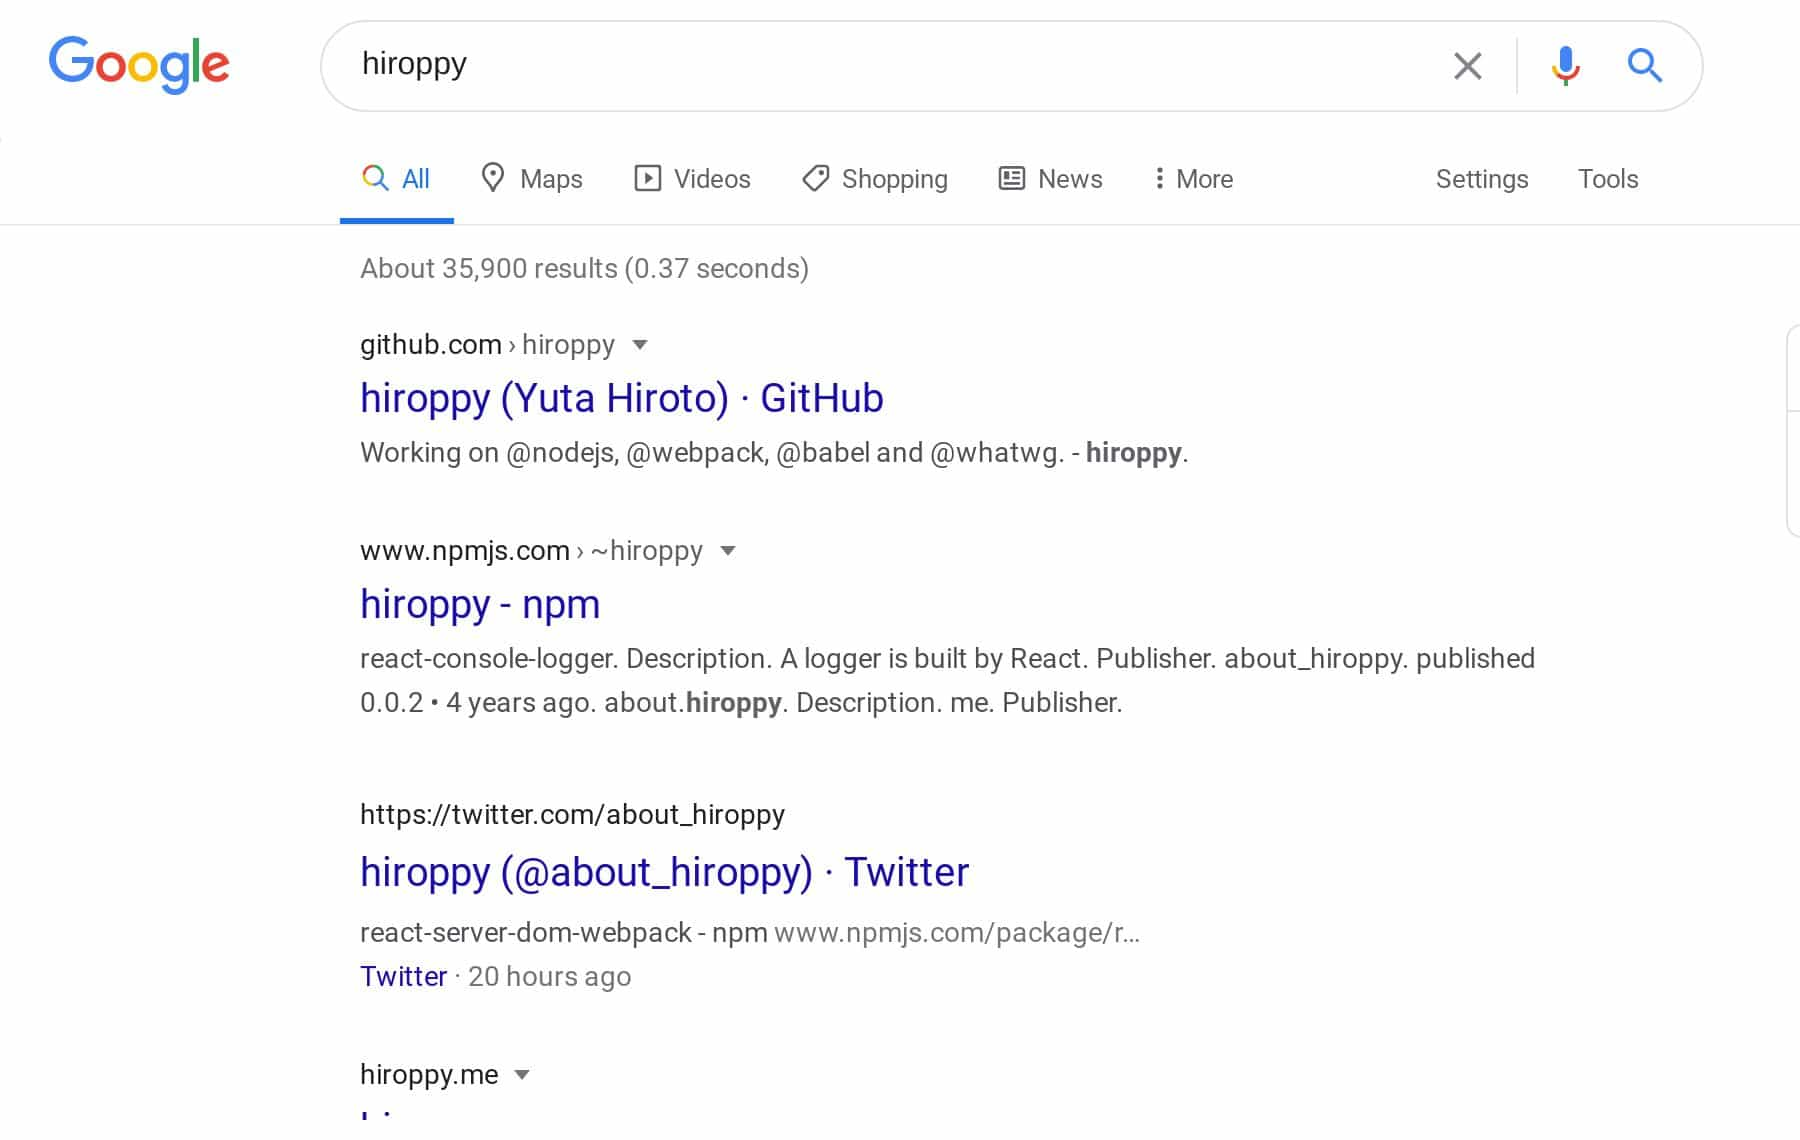 Google
hiroppy
All Maps Videos Shopping News More Settings Tools
About 35,900 results (0.37 seconds)
github.com › hiroppy
hiroppy (Yuta Hiroto) · GitHub
Working on @nodejs, @webpack, @babel and @whatwg. - hiroppy.
www.npmjs.com › ~hiroppy
hiroppy - npm
react-console-logger. Description. A logger is built by React. Publisher. about_hiroppy. published
0.0.2 • 4 years ago. about.hiroppy. Description. me. Publisher.
https://twitter.com/about_hiroppy
hiroppy (@about_hiroppy) · Twitter
react-server-dom-webpack - npm www.npmjs.com/package/r...
Twitter · 20 hours ago
hiroppy.me